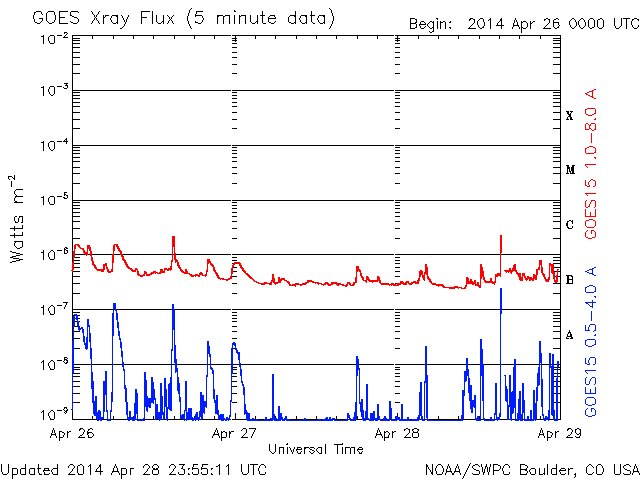 GOES Xray Flux (5 minute data)
Begin: 2014 Apr 26 0000 UTC
10⁻²
10⁻³
10⁻⁴
10⁻⁵
10⁻⁶
10⁻⁷
10⁻⁸
10⁻⁹
Watts m⁻²
X
M
C
B
A
GOES15 1.0–8.0 A
GOES15 0.5–4.0 A
Apr 26
Apr 27
Apr 28
Apr 29
Universal Time
Updated 2014 Apr 28 23:55:11 UTC
NOAA/SWPC Boulder, CO USA